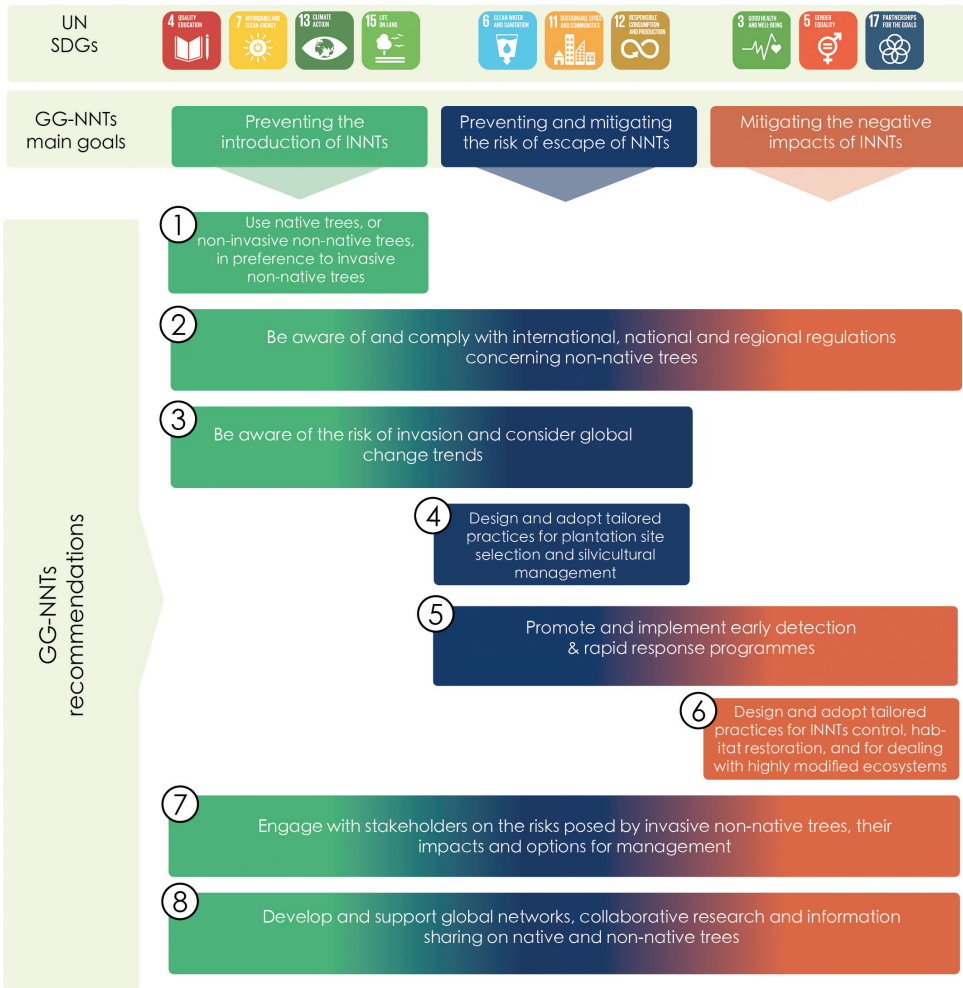 UN
SDGs
4 QUALITY
EDUCATION
7 AFFORDABLE AND
CLEAN ENERGY
13 CLIMATE
ACTION
15 LIFE
ON LAND
6 CLEAN WATER
AND SANITATION
11 SUSTAINABLE CITIES
AND COMMUNITIES
12 RESPONSIBLE
CONSUMPTION
AND PRODUCTION
3 GOOD HEALTH
AND WELL-BEING
5 GENDER
EQUALITY
17 PARTNERSHIPS
FOR THE GOALS
GG-NNTs
main goals
Preventing the
introduction of INNTs
Preventing and mitigating
the risk of escape of NNTs
Mitigating the negative
impacts of INNTs
GG-NNTs
recommendations
1
Use native trees, or
non-invasive non-native trees,
in preference to invasive
non-native trees
2
Be aware of and comply with international, national and regional regulations
concerning non-native trees
3
Be aware of the risk of invasion and consider global
change trends
4
Design and adopt tailored
practices for plantation site
selection and silvicultural
management
5
Promote and implement early detection
& rapid response programmes
6
Design and adopt tailored
practices for INNTs control, hab-
itat restoration, and for dealing
with highly modified ecosystems
7
Engage with stakeholders on the risks posed by invasive non-native trees, their
impacts and options for management
8
Develop and support global networks, collaborative research and information
sharing on native and non-native trees